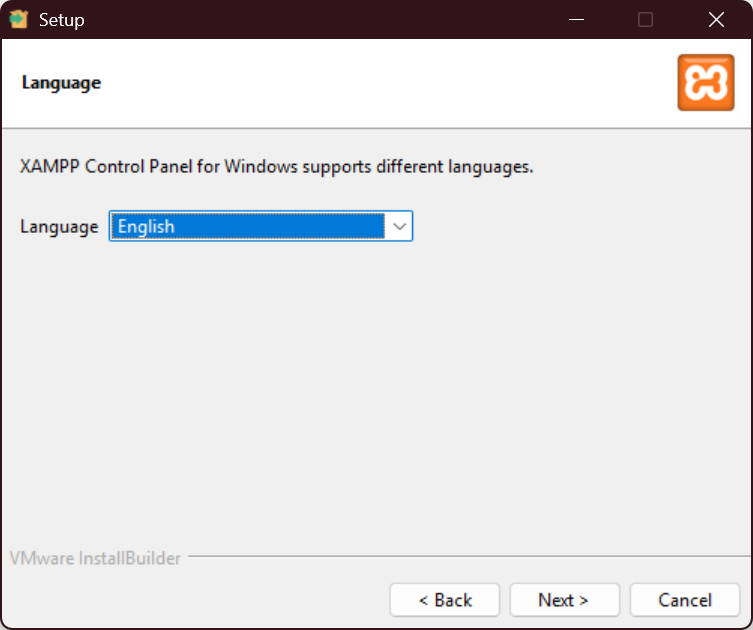 Setup
Language
XAMPP Control Panel for Windows supports different languages.
Language English
VMware InstallBuilder
< Back Next > Cancel